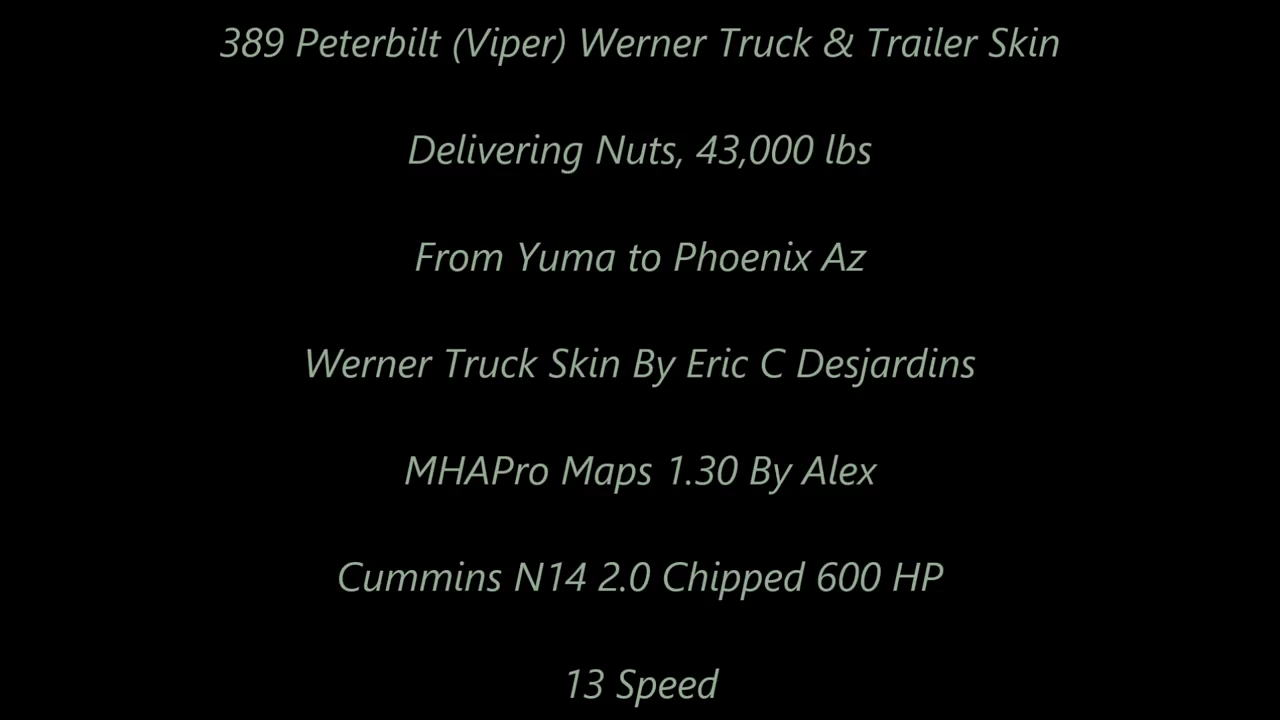 389 Peterbilt (Viper) Werner Truck & Trailer Skin
Delivering Nuts, 43,000 lbs
From Yuma to Phoenix Az
Werner Truck Skin By Eric C Desjardins
MHAPro Maps 1.30 By Alex
Cummins N14 2.0 Chipped 600 HP
13 Speed